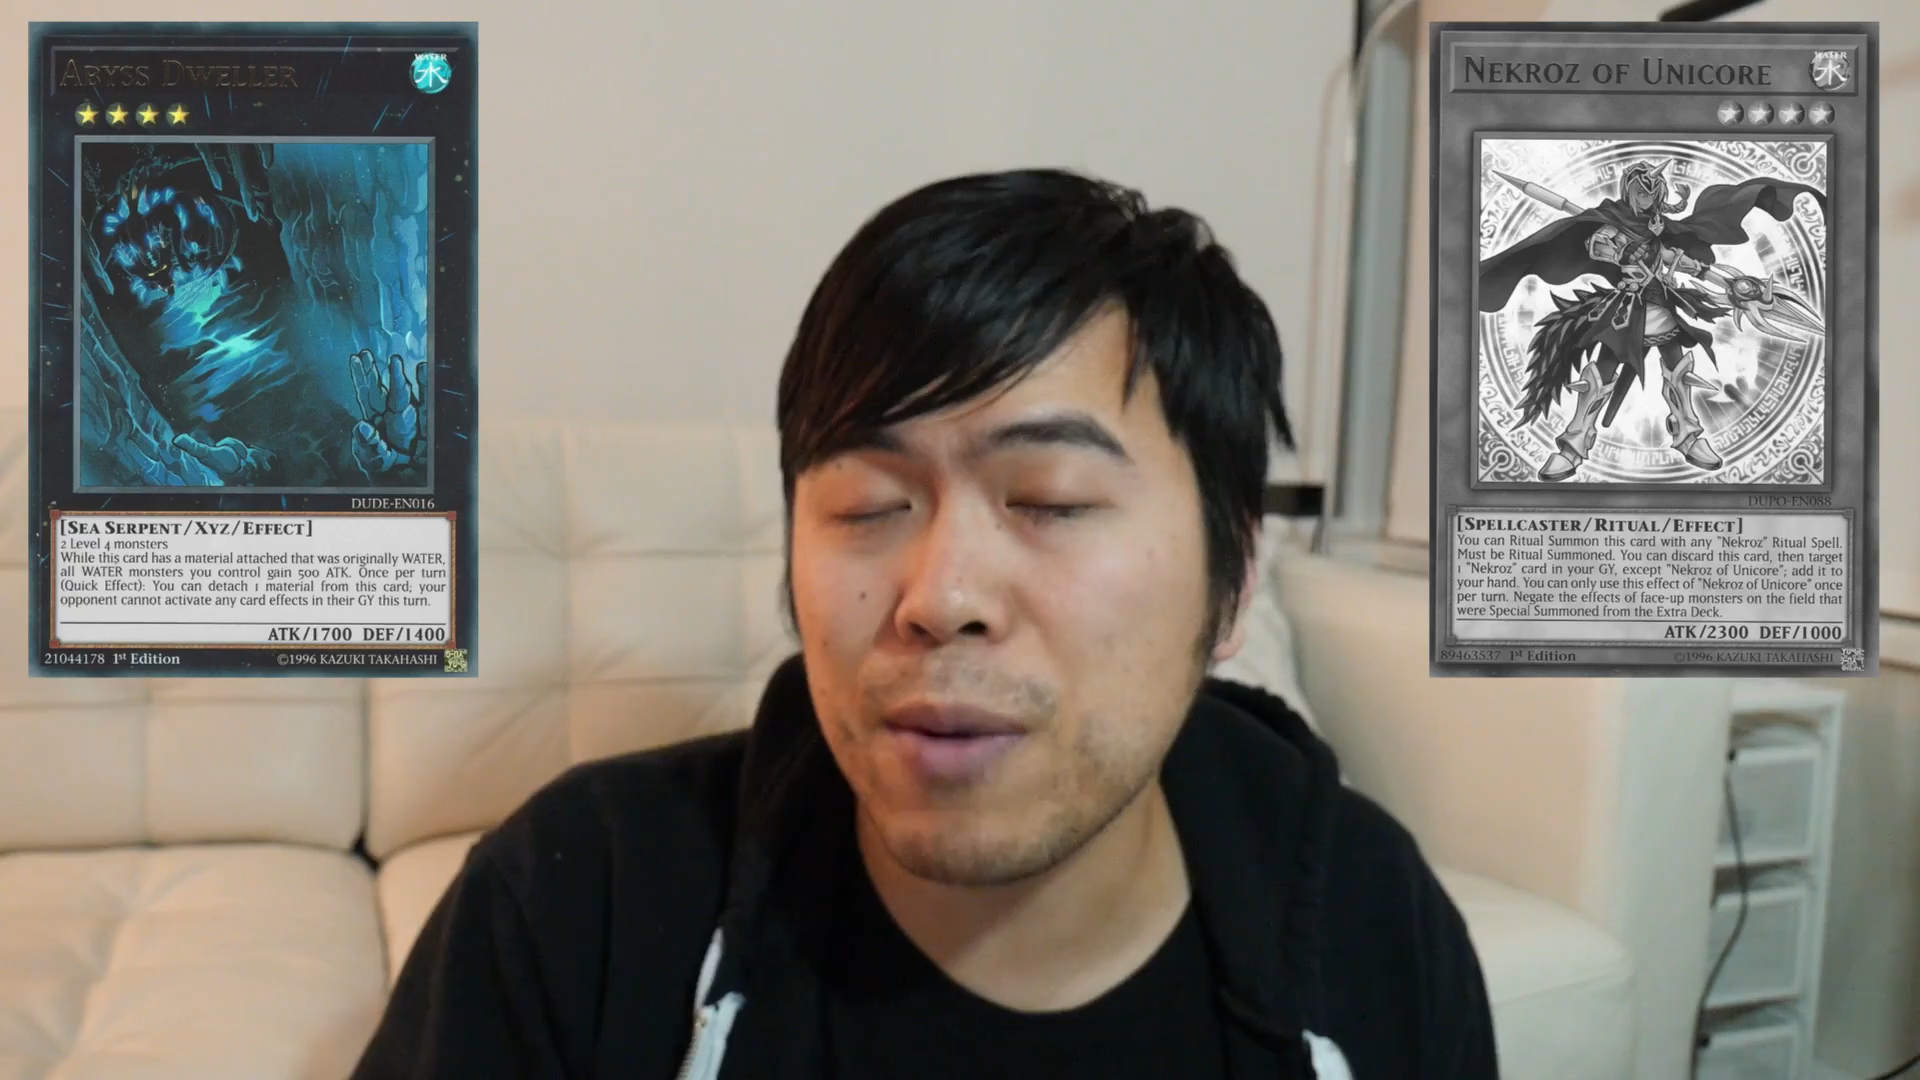 ABYSS DWELLER
WATER
水
DUDE-EN016
[SEA SERPENT/XYZ/EFFECT]
2 Level 4 monsters
While this card has a material attached that was originally WATER,
all WATER monsters you control gain 500 ATK. Once per turn
(Quick Effect): You can detach 1 material from this card; your
opponent cannot activate any card effects in their GY this turn.
ATK/1700 DEF/1400
21044178 1st Edition ©1996 KAZUKI TAKAHASHI
NEKROZ OF UNICORE
WATER
水
DUPO-EN088
[SPELLCASTER/RITUAL/EFFECT]
You can Ritual Summon this card with any "Nekroz" Ritual Spell.
Must be Ritual Summoned. You can discard this card, then target
1 "Nekroz" card in your GY, except "Nekroz of Unicore"; add it to
your hand. You can only use this effect of "Nekroz of Unicore" once
per turn. Negate the effects of face-up monsters on the field that
were Special Summoned from the Extra Deck.
ATK/2300 DEF/1000
89463537 1st Edition ©1996 KAZUKI TAKAHASHI